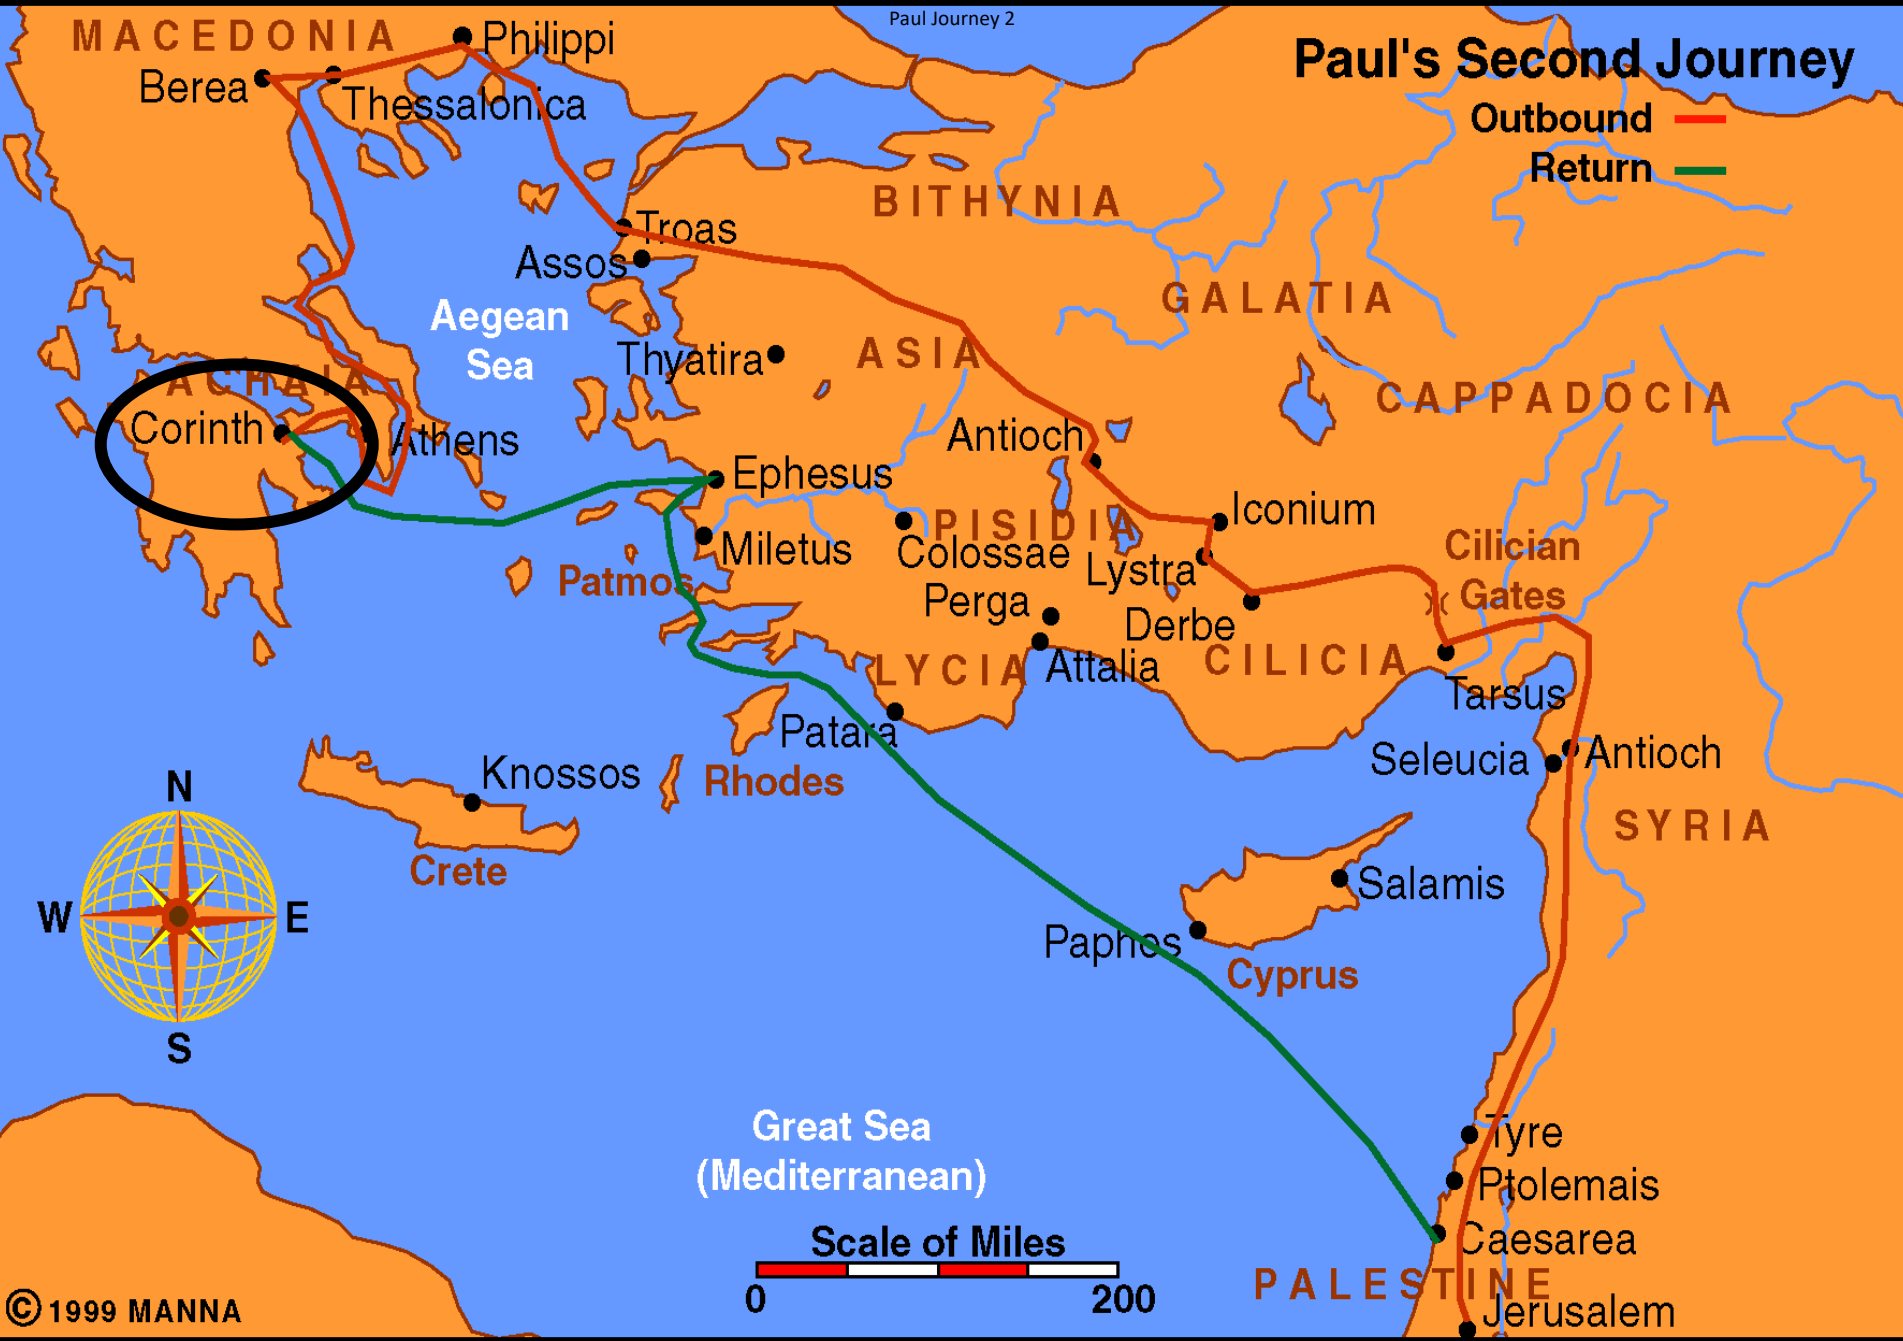 Paul Journey 2
MACEDONIA
Philippi
Berea
Thessalonica
Paul's Second Journey
Outbound
Return
BITHYNIA
Troas
Assos
GALATIA
Aegean
Sea
Thyatira
ASIA
ACHAIA
CAPPADOCIA
Corinth
Athens
Antioch
Ephesus
Iconium
PISIDIA
Miletus
Colossae
Lystra
Cilician
Gates
Patmos
Perga
Derbe
LYCIA
Attalia
CILICIA
Tarsus
Patara
Seleucia
Antioch
Knossos
Rhodes
SYRIA
Crete
N
W
E
S
Salamis
Paphos
Cyprus
Great Sea
(Mediterranean)
Tyre
Ptolemais
Caesarea
Scale of Miles
0
200
PALESTINE
Jerusalem
© 1999 MANNA